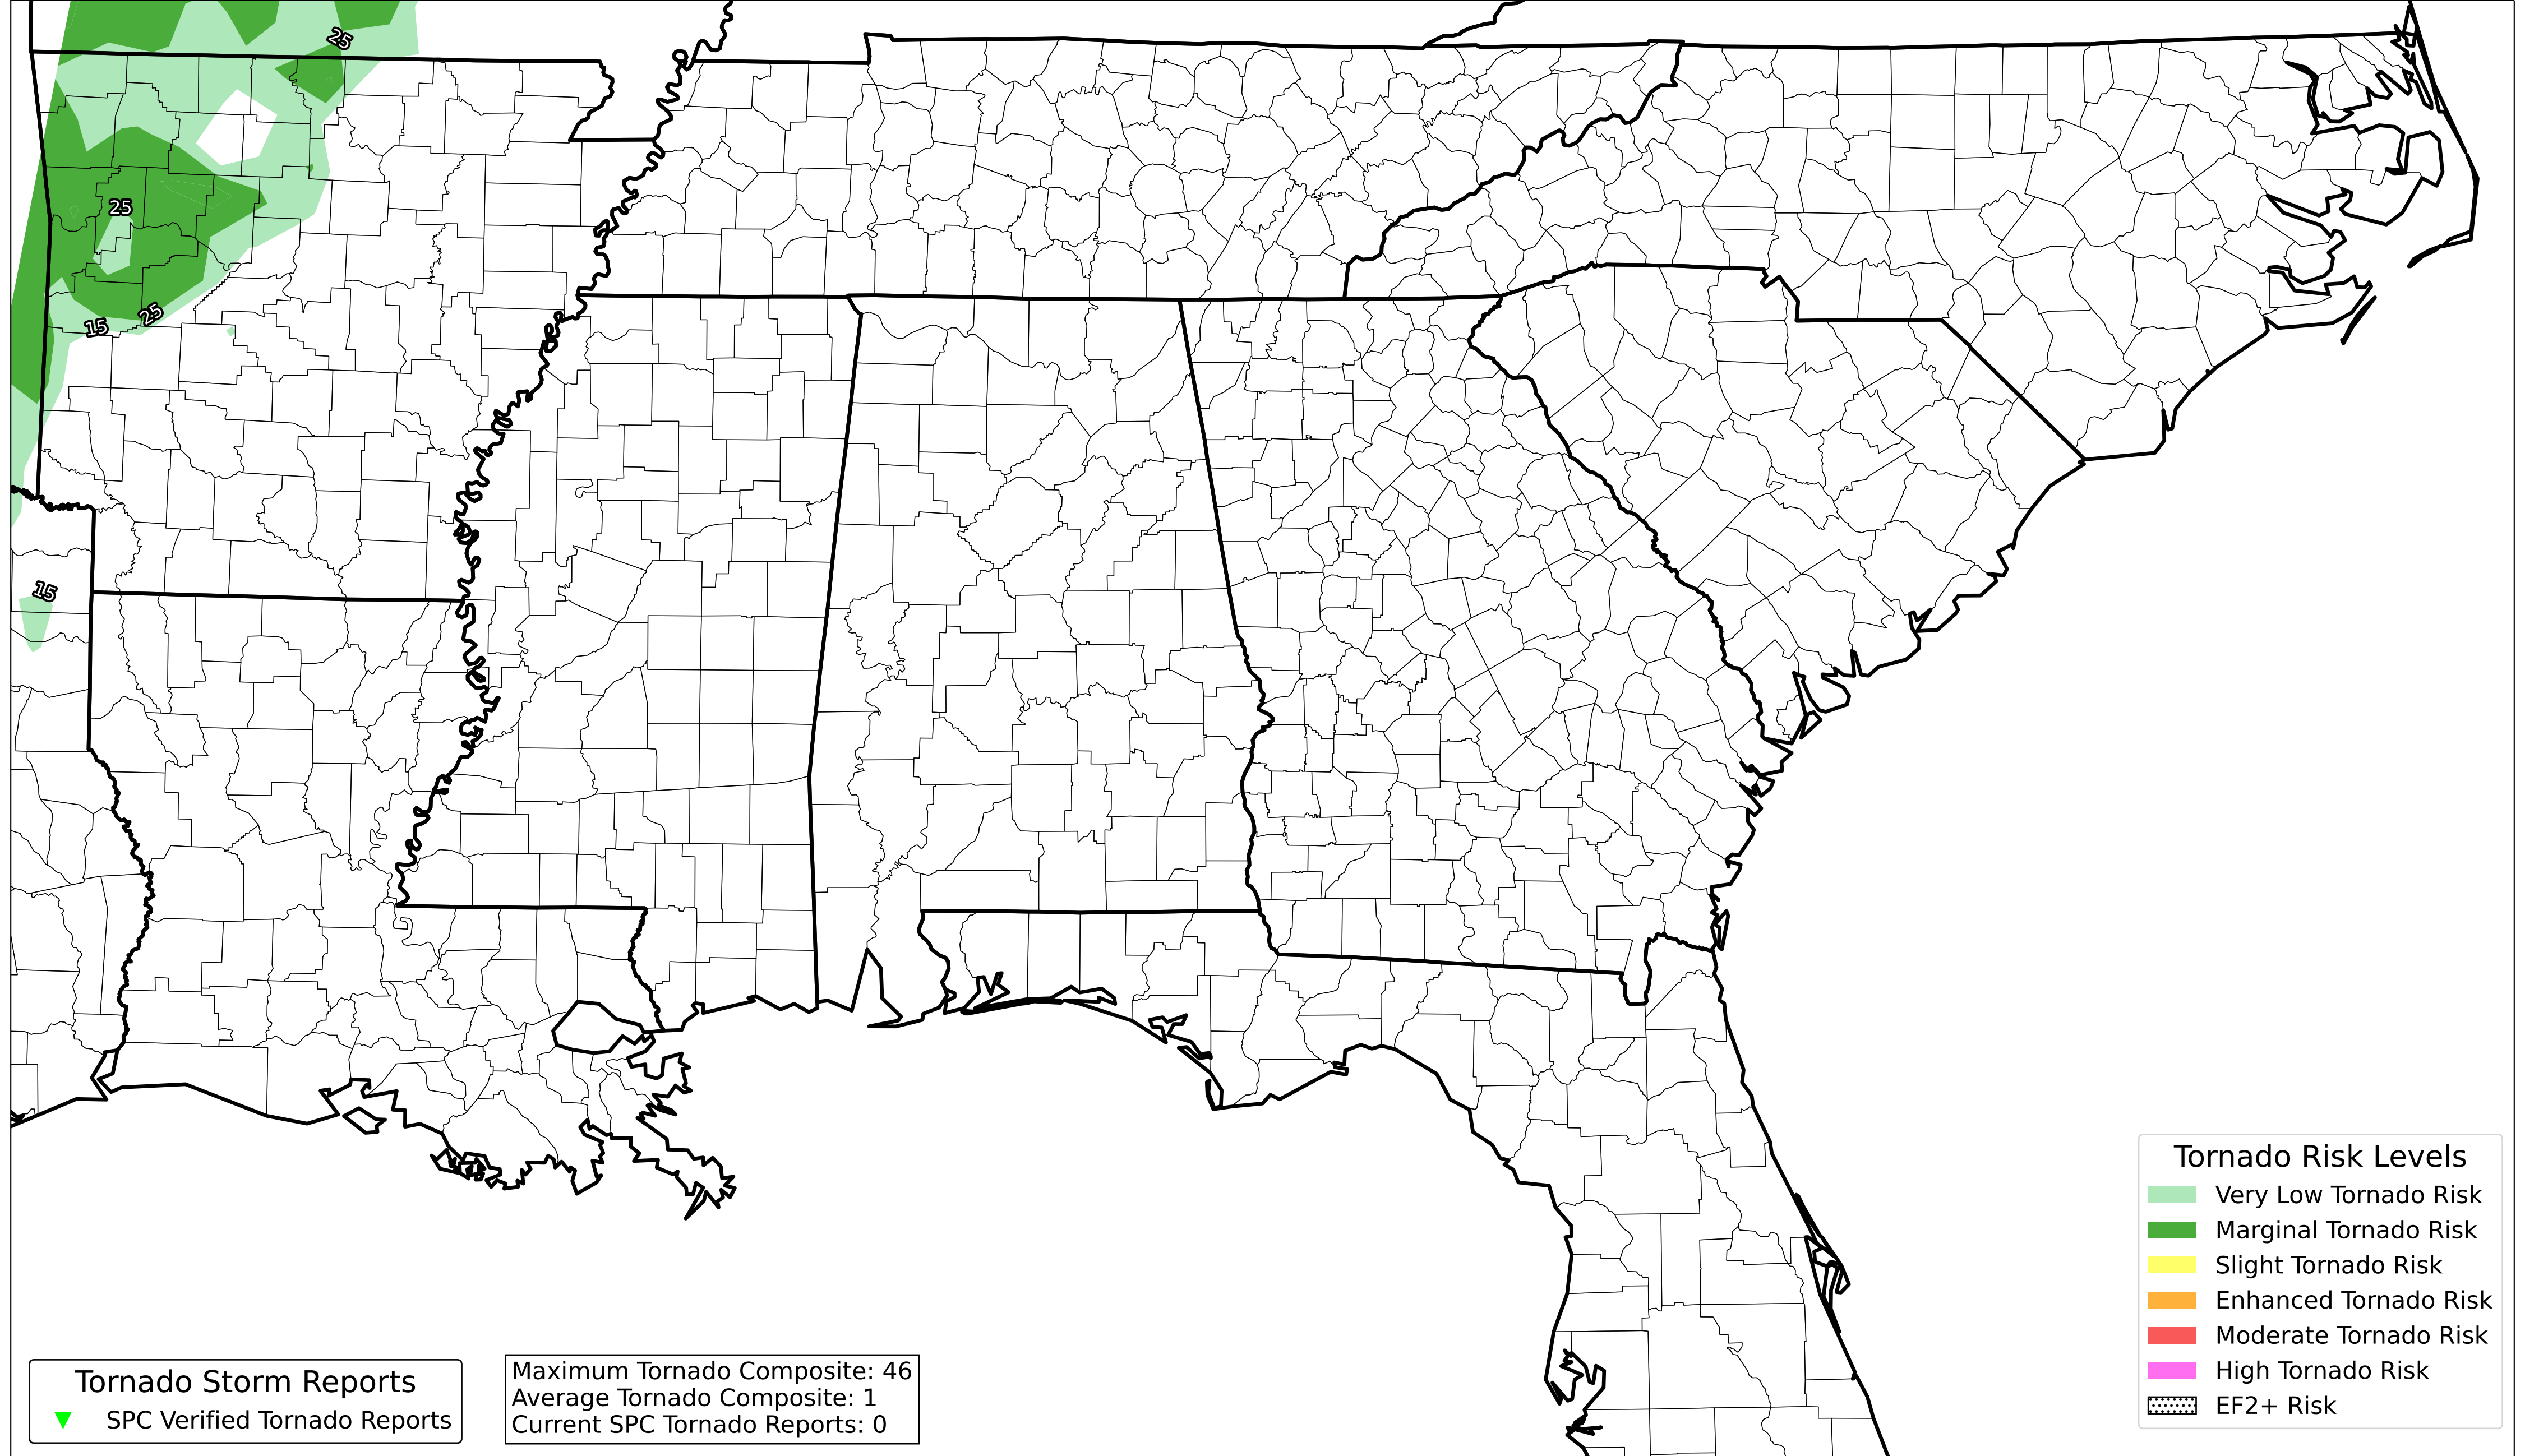 25
25
25
15
15
Tornado Storm Reports
SPC Verified Tornado Reports
Maximum Tornado Composite: 46
Average Tornado Composite: 1
Current SPC Tornado Reports: 0
Tornado Risk Levels
Very Low Tornado Risk
Marginal Tornado Risk
Slight Tornado Risk
Enhanced Tornado Risk
Moderate Tornado Risk
High Tornado Risk
EF2+ Risk